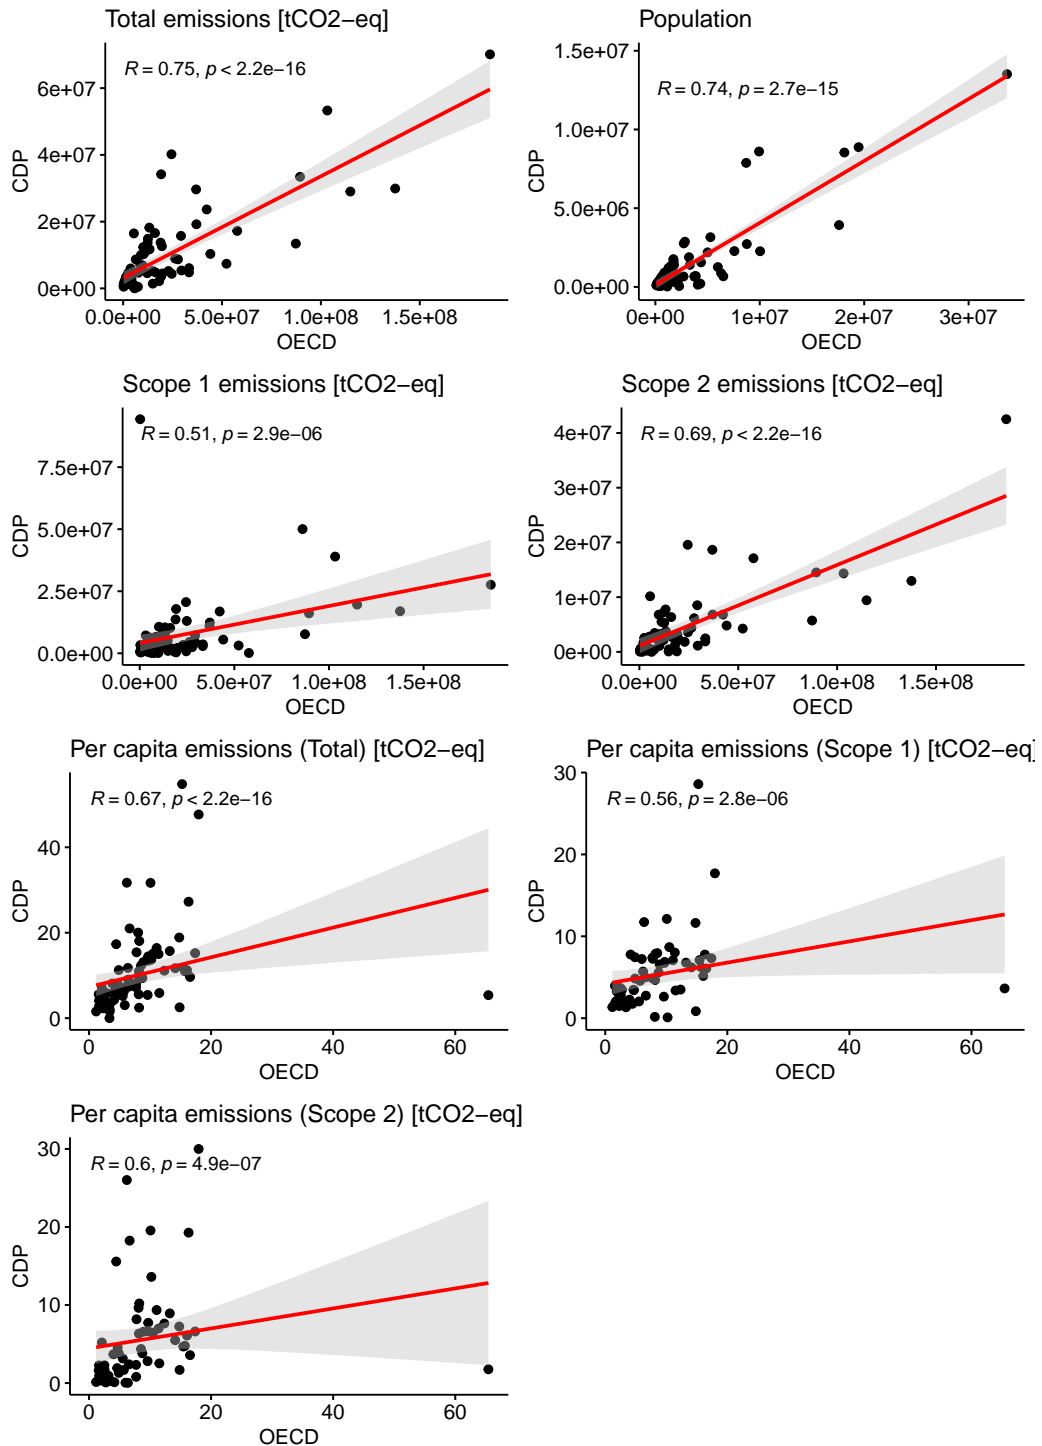 Total emissions [tCO2−eq]
R = 0.75, p < 2.2e−16
6e+07
4e+07
2e+07
0e+00
CDP
0.0e+00 5.0e+07 1.0e+08 1.5e+08
OECD
Population
R = 0.74, p = 2.7e−15
1.5e+07
1.0e+07
5.0e+06
0.0e+00
CDP
0e+00 1e+07 2e+07 3e+07
OECD
Scope 1 emissions [tCO2−eq]
R = 0.51, p = 2.9e−06
7.5e+07
5.0e+07
2.5e+07
0.0e+00
CDP
0.0e+00 5.0e+07 1.0e+08 1.5e+08
OECD
Scope 2 emissions [tCO2−eq]
R = 0.69, p < 2.2e−16
4e+07
3e+07
2e+07
1e+07
0e+00
CDP
0.0e+00 5.0e+07 1.0e+08 1.5e+08
OECD
Per capita emissions (Total) [tCO2−eq]
R = 0.67, p < 2.2e−16
40
20
0
CDP
0 20 40 60
OECD
Per capita emissions (Scope 1) [tCO2−eq]
R = 0.56, p = 2.8e−06
30
20
10
0
CDP
0 20 40 60
OECD
Per capita emissions (Scope 2) [tCO2−eq]
R = 0.6, p = 4.9e−07
30
20
10
0
CDP
0 20 40 60
OECD